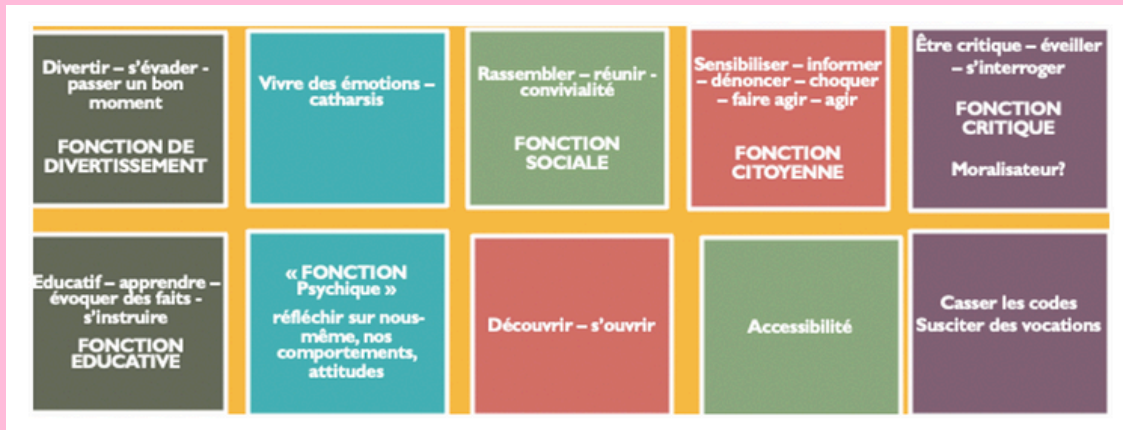 Divertir – s'évader -
passer un bon
moment
FONCTION DE
DIVERTISSEMENT
Vivre des émotions –
catharsis
Rassembler – réunir -
convivialité
FONCTION
SOCIALE
Sensibiliser – informer
– dénoncer – choquer
– faire agir – agir
FONCTION
CITOYENNE
Être critique – éveiller
– s'interroger
FONCTION
CRITIQUE
Moralisateur?
Educatif – apprendre –
évoquer des faits -
s'instruire
FONCTION
EDUCATIVE
« FONCTION
Psychique »
réfléchir sur nous-
même, nos
comportements,
attitudes
Découvrir – s'ouvrir
Accessibilité
Casser les codes
Susciter des vocations